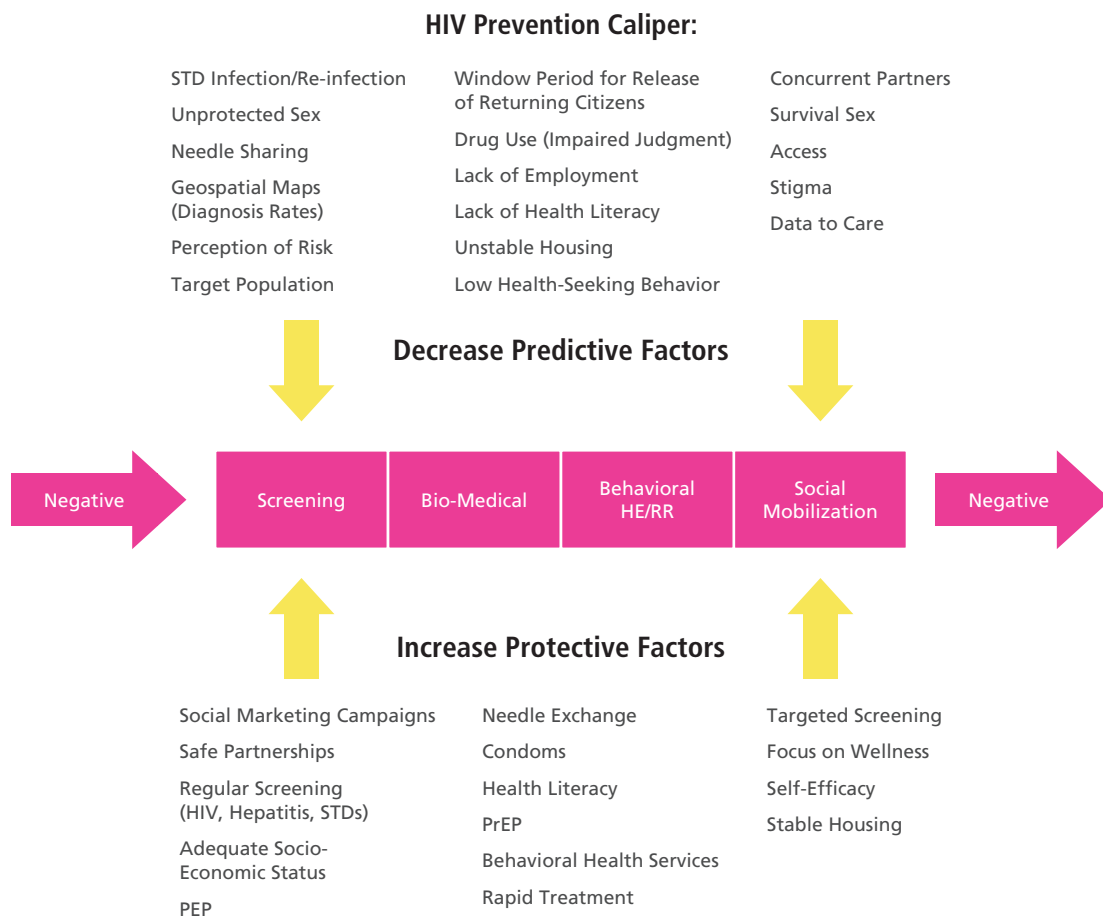 HIV Prevention Caliper:
STD Infection/Re-infection
Unprotected Sex
Needle Sharing
Geospatial Maps
(Diagnosis Rates)
Perception of Risk
Target Population
Window Period for Release
of Returning Citizens
Drug Use (Impaired Judgment)
Lack of Employment
Lack of Health Literacy
Unstable Housing
Low Health-Seeking Behavior
Concurrent Partners
Survival Sex
Access
Stigma
Data to Care
Decrease Predictive Factors
Negative
Screening
Bio-Medical
Behavioral
HE/RR
Social
Mobilization
Negative
Increase Protective Factors
Social Marketing Campaigns
Safe Partnerships
Regular Screening
(HIV, Hepatitis, STDs)
Adequate Socio-
Economic Status
PEP
Needle Exchange
Condoms
Health Literacy
PrEP
Behavioral Health Services
Rapid Treatment
Targeted Screening
Focus on Wellness
Self-Efficacy
Stable Housing